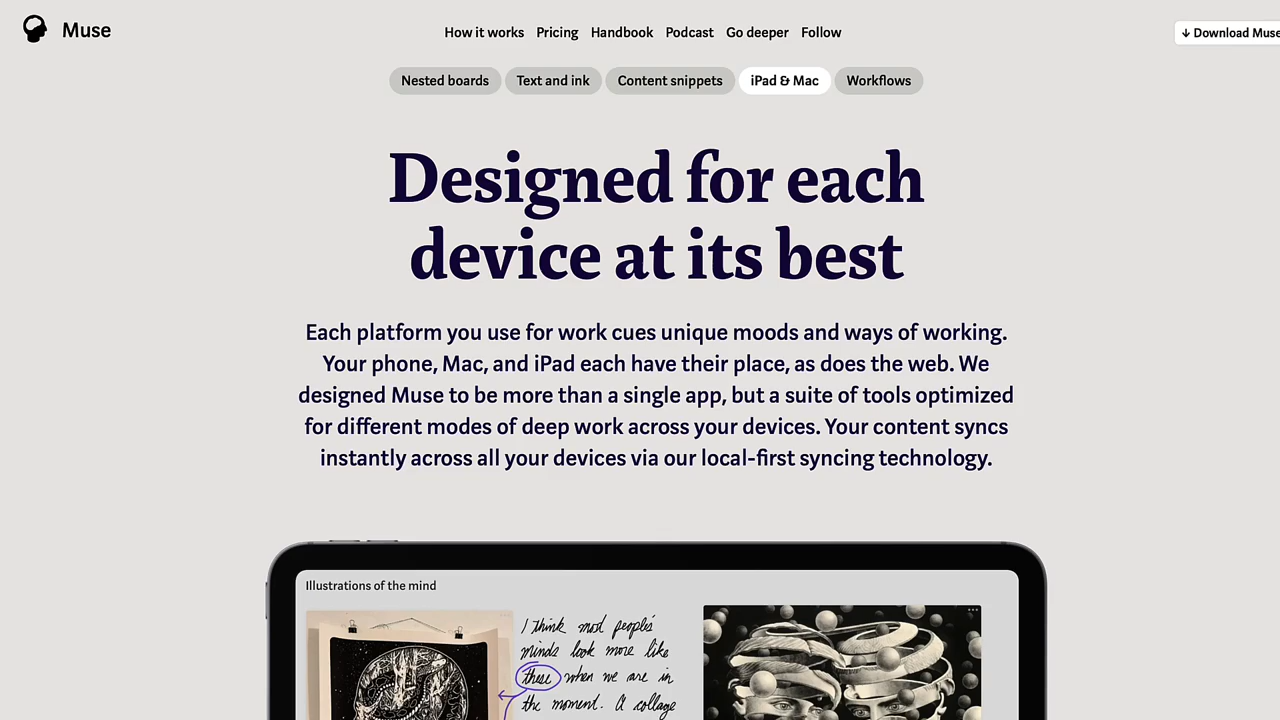 Muse
How it works Pricing Handbook Podcast Go deeper Follow
↓ Download Muse
Nested boards Text and ink Content snippets iPad & Mac Workflows
Designed for each
device at its best
Each platform you use for work cues unique moods and ways of working.
Your phone, Mac, and iPad each have their place, as does the web. We
designed Muse to be more than a single app, but a suite of tools optimized
for different modes of deep work across your devices. Your content syncs
instantly across all your devices via our local-first syncing technology.
Illustrations of the mind
I think most people's
minds look more like
these when we are in
the moment. A collage